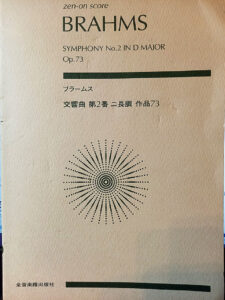 zen-on score
BRAHMS
SYMPHONY No.2 IN D MAJOR
Op.73
ブラームス
交響曲 第2番 ニ長調 作品73
全音楽譜出版社